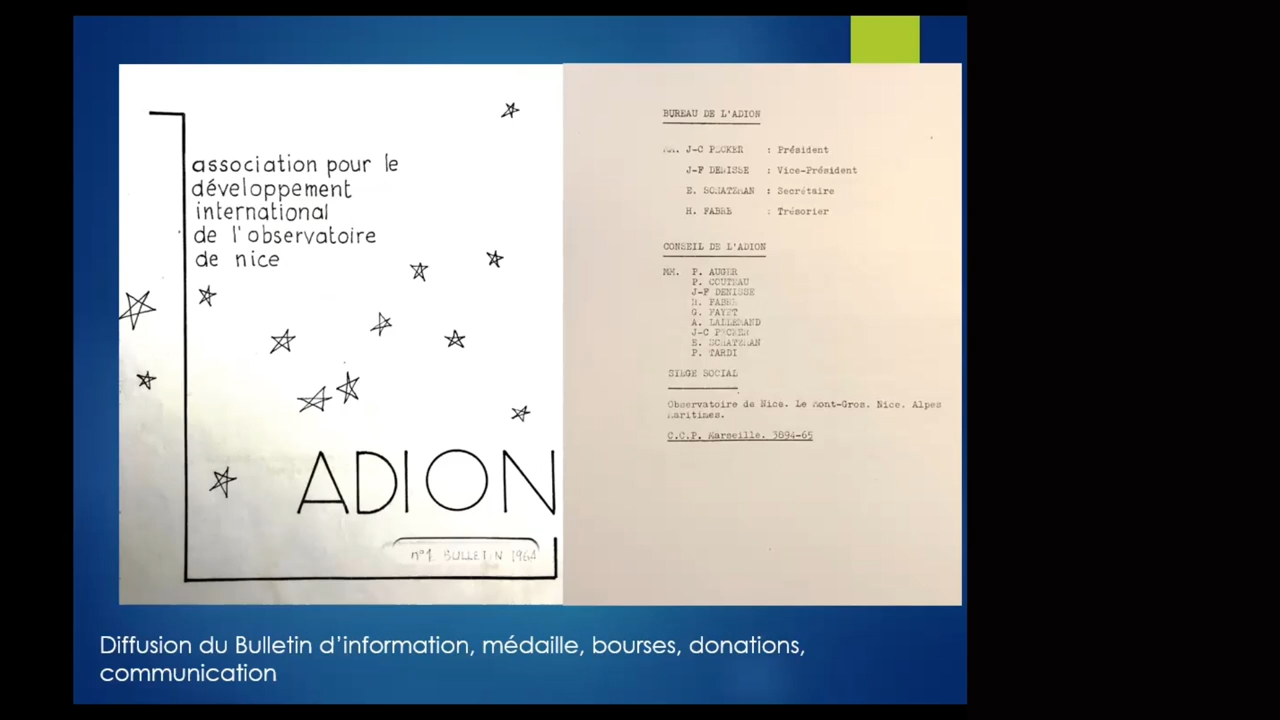 association pour le
développement
international
de l'observatoire
de nice
ADION
n°1 BULLETIN 1964
BUREAU DE L'ADION
MM. J-C PECKER : Président
J-F DENISSE : Vice-Président
E. SCHATZMAN : Secrétaire
H. FABRE : Trésorier
CONSEIL DE L'ADION
MM. P. AUGER
P. COUTEAU
J-F DENISSE
H. FABRE
G. FAYET
A. LALLEMAND
J-C PECKER
E. SCHATZMAN
P. TARDI
SIEGE SOCIAL
Observatoire de Nice. Le Mont-Gros. Nice. Alpes
Maritimes.
C.C.P. Marseille. 3894-65
Diffusion du Bulletin d'information, médaille, bourses, donations,
communication